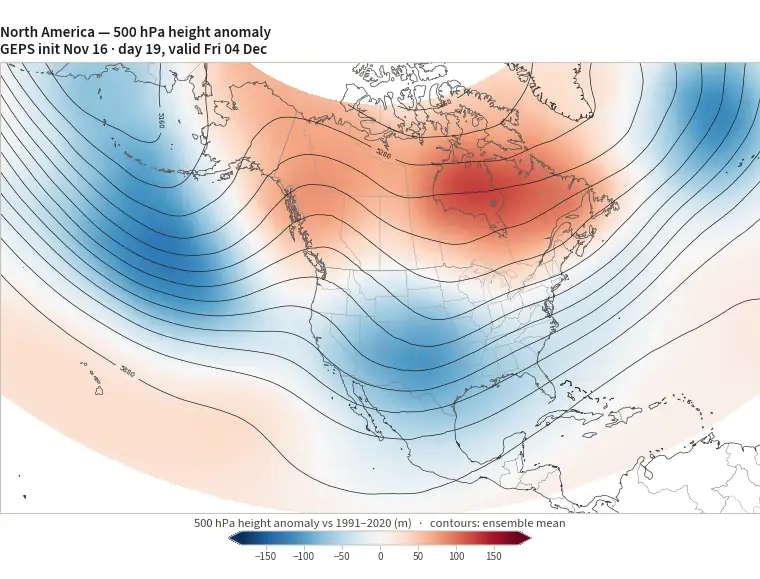 North America — 500 hPa height anomaly
GEPS init Nov 16 · day 19, valid Fri 04 Dec
5160
5280
5880
500 hPa height anomaly vs 1991–2020 (m) · contours: ensemble mean
−150 −100 −50 0 50 100 150